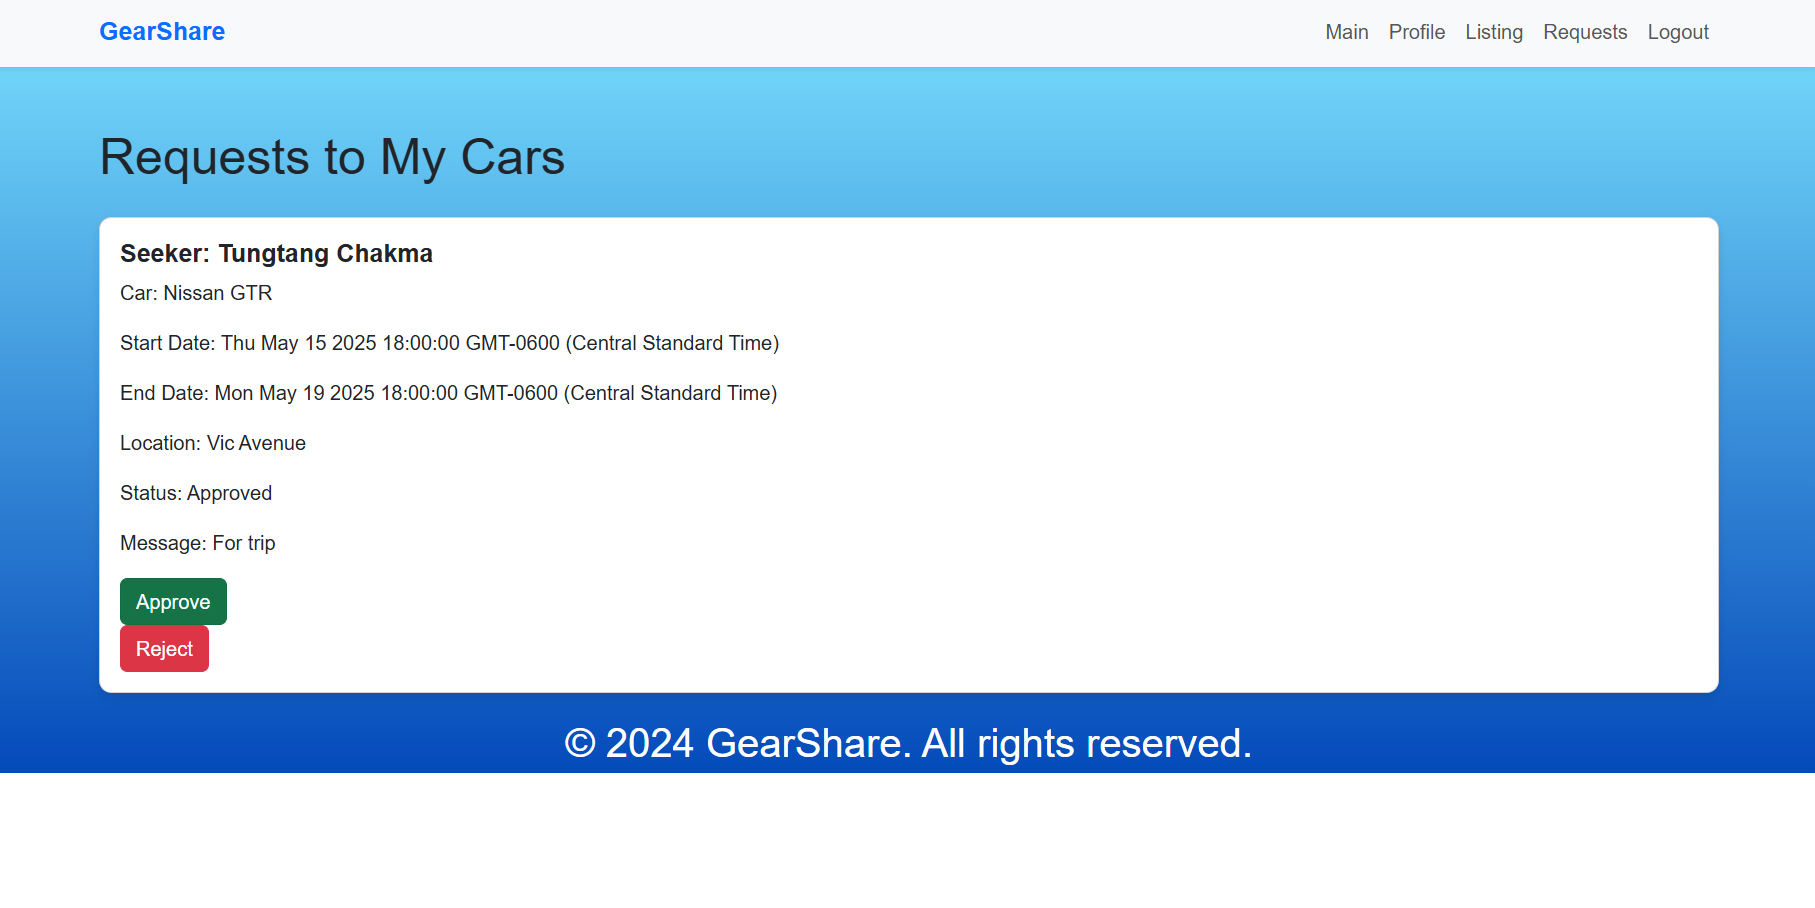 GearShare
Main Profile Listing Requests Logout
Requests to My Cars
Seeker: Tungtang Chakma
Car: Nissan GTR
Start Date: Thu May 15 2025 18:00:00 GMT-0600 (Central Standard Time)
End Date: Mon May 19 2025 18:00:00 GMT-0600 (Central Standard Time)
Location: Vic Avenue
Status: Approved
Message: For trip
Approve
Reject
© 2024 GearShare. All rights reserved.